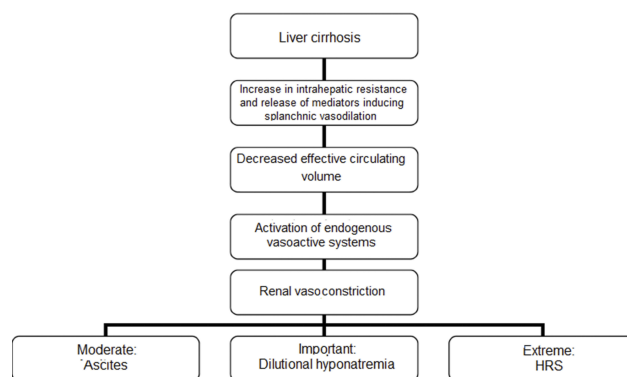 Liver cirrhosis
Increase in intrahepatic resistance
and release of mediators inducing
splanchnic vasodilation
Decreased effective circulating
volume
Activation of endogenous
vasoactive systems
Renal vasoconstriction
Moderate:
Ascites
Important:
Dilutional hyponatremia
Extreme:
HRS